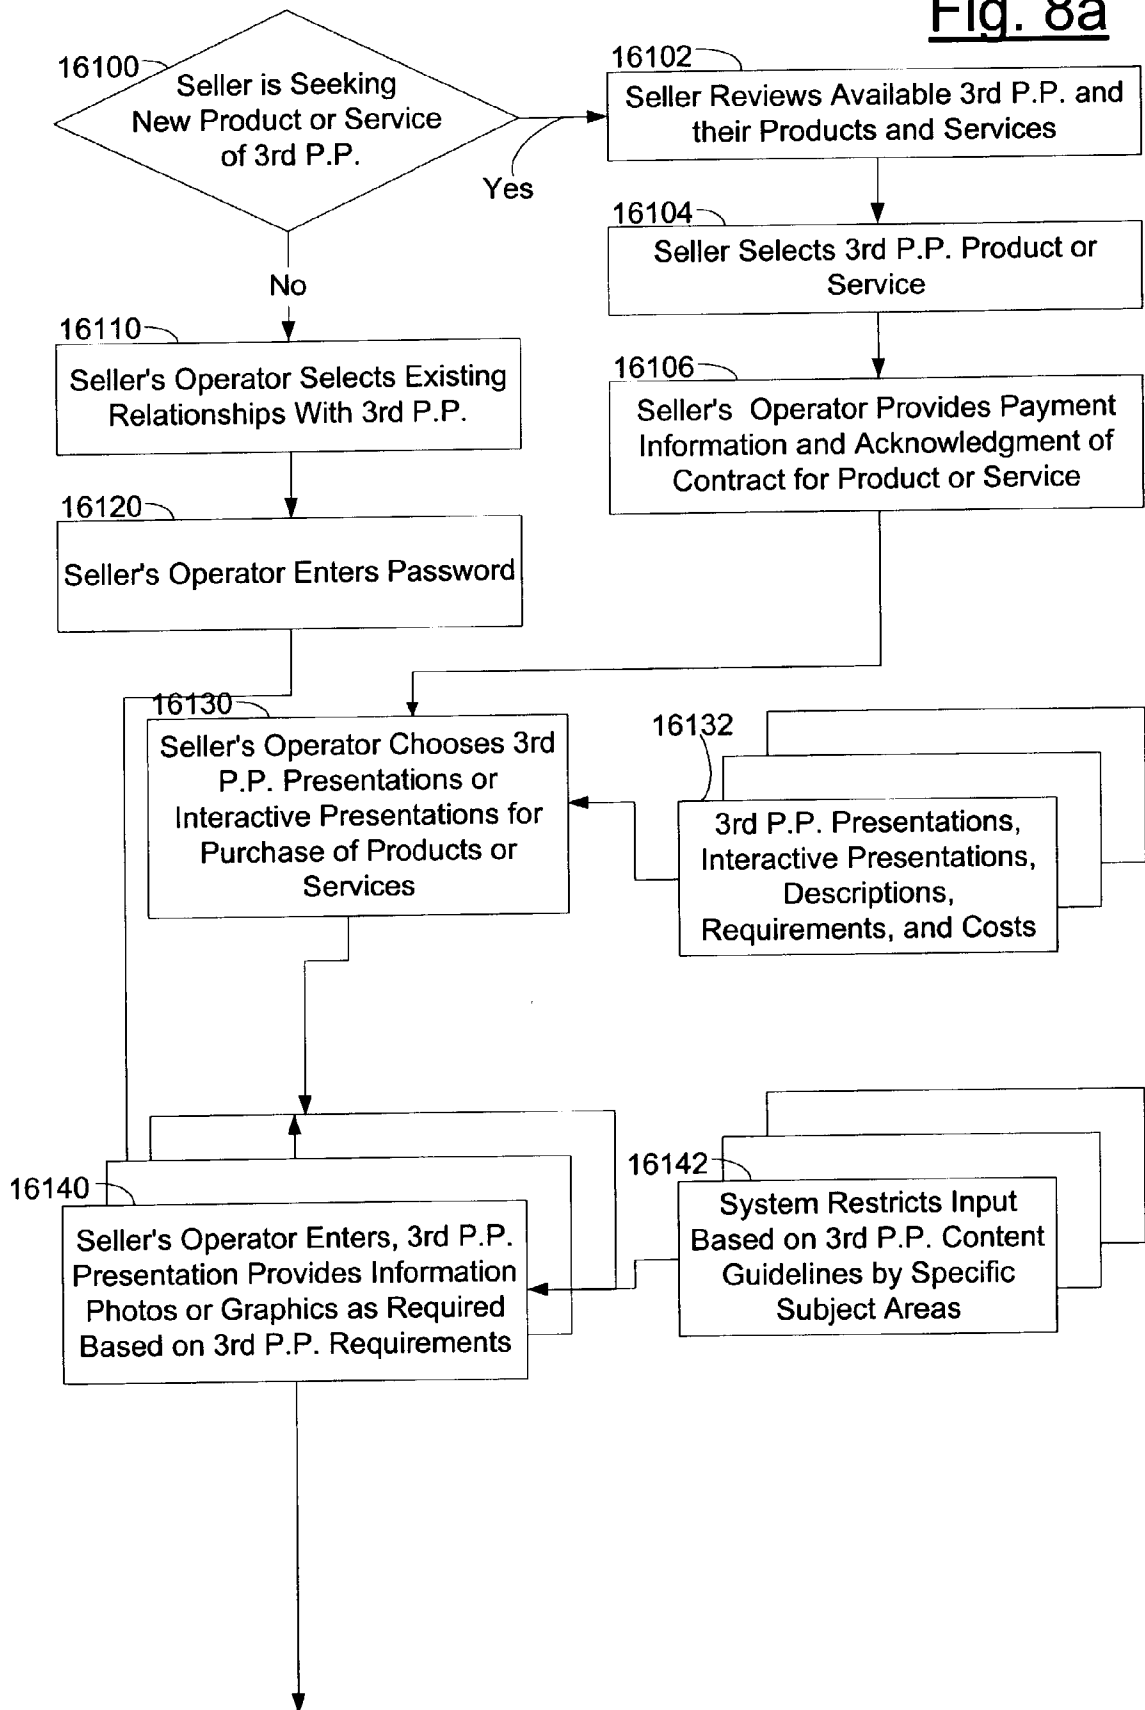 Fig. 8a
16100
Seller is Seeking
New Product or Service
of 3rd P.P.
Yes
No
16102
Seller Reviews Available 3rd P.P. and
their Products and Services
16104
Seller Selects 3rd P.P. Product or
Service
16106
Seller's Operator Provides Payment
Information and Acknowledgment of
Contract for Product or Service
16110
Seller's Operator Selects Existing
Relationships With 3rd P.P.
16120
Seller's Operator Enters Password
16130
Seller's Operator Chooses 3rd
P.P. Presentations or
Interactive Presentations for
Purchase of Products or
Services
16132
3rd P.P. Presentations,
Interactive Presentations,
Descriptions,
Requirements, and Costs
16140
Seller's Operator Enters, 3rd P.P.
Presentation Provides Information
Photos or Graphics as Required
Based on 3rd P.P. Requirements
16142
System Restricts Input
Based on 3rd P.P. Content
Guidelines by Specific
Subject Areas